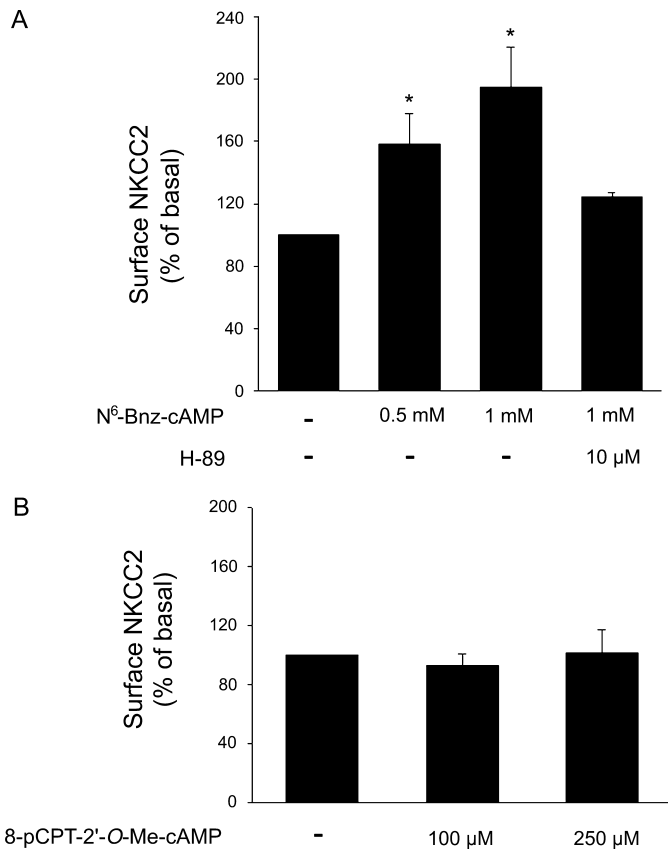 A
240
200
160
120
80
40
0
Surface NKCC2
(% of basal)
*
*
N⁶-Bnz-cAMP - 0.5 mM 1 mM 1 mM
H-89 - - - 10 µM
B
200
160
120
80
40
0
Surface NKCC2
(% of basal)
8-pCPT-2'-O-Me-cAMP - 100 µM 250 µM